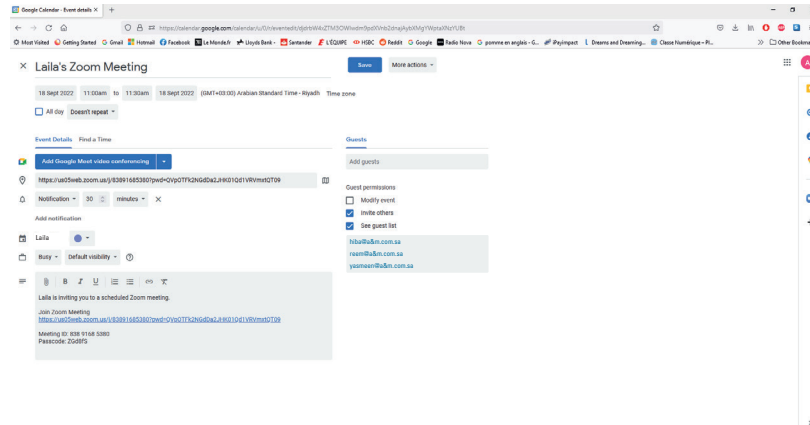 Google Calendar - Event details
https://calendar.google.com/calendar/u/0/r/eventedit/
Most Visited Getting Started Gmail Hotmail Facebook Le Monde.fr Lloyds Bank - Santander L'EQUIPE HSBC Reddit Google Radio Nova pomme en anglais - G... iPayimpact Dreams and Dreaming... Classe Numérique – Pl... Other Bookma
Laila's Zoom Meeting
Save More actions
18 Sept 2022 11:00am to 11:30am 18 Sept 2022 (GMT+03:00) Arabian Standard Time - Riyadh Time zone
All day Doesn't repeat
Event Details Find a Time
Guests
Add Google Meet video conferencing
Add guests
https://us05web.zoom.us/j/83891685380?pwd=QVpOTFk2NGdDa2JHK01Qd1VRVmxtQT09
Guest permissions
Notification 30 minutes
Modify event
Invite others
Add notification
See guest list
Laila
hiba@a&m.com.sa
Busy Default visibility
reem@a&m.com.sa
yasmeen@a&m.com.sa
B I U
Laila is inviting you to a scheduled Zoom meeting.
Join Zoom Meeting
https://us05web.zoom.us/j/83891685380?pwd=QVpOTFk2NGdDa2JHK01Qd1VRVmxtQT09
Meeting ID: 838 9168 5380
Passcode: ZGd8fS